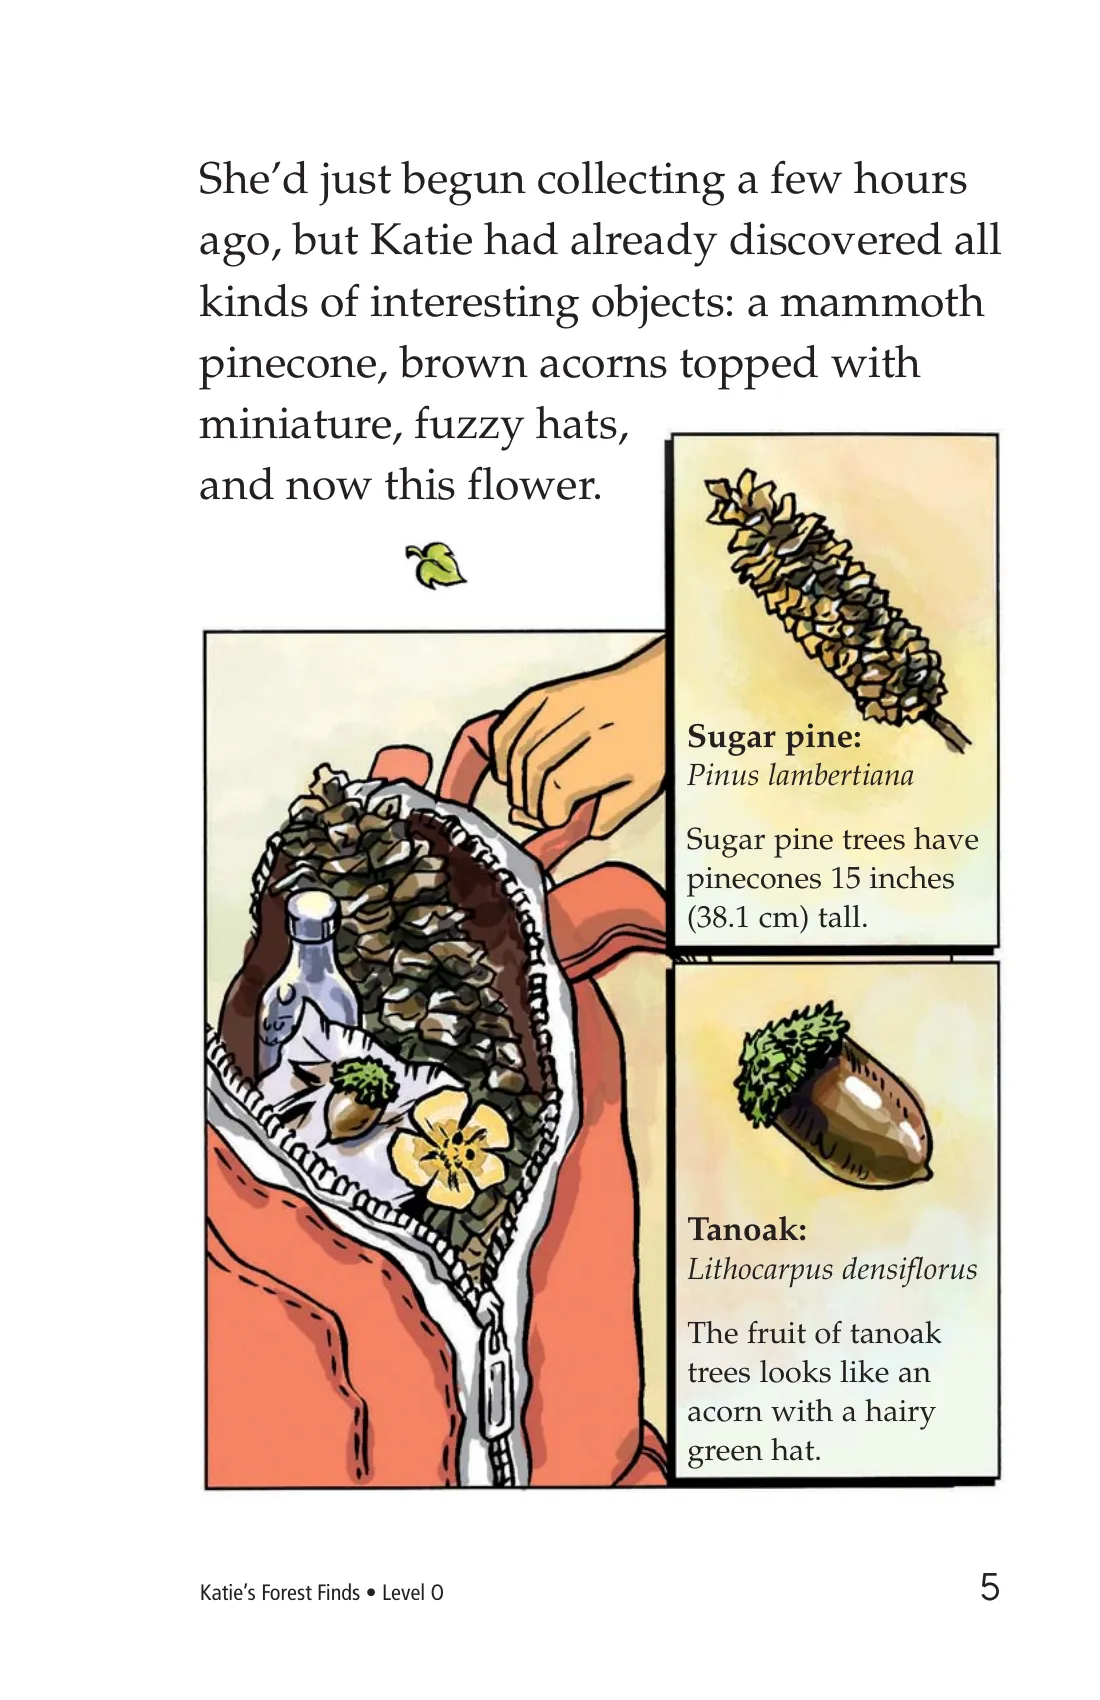 She’d just begun collecting a few hours
ago, but Katie had already discovered all
kinds of interesting objects: a mammoth
pinecone, brown acorns topped with
miniature, fuzzy hats,
and now this flower.
Sugar pine:
Pinus lambertiana
Sugar pine trees have
pinecones 15 inches
(38.1 cm) tall.
Tanoak:
Lithocarpus densiflorus
The fruit of tanoak
trees looks like an
acorn with a hairy
green hat.
Katie’s Forest Finds • Level O
5